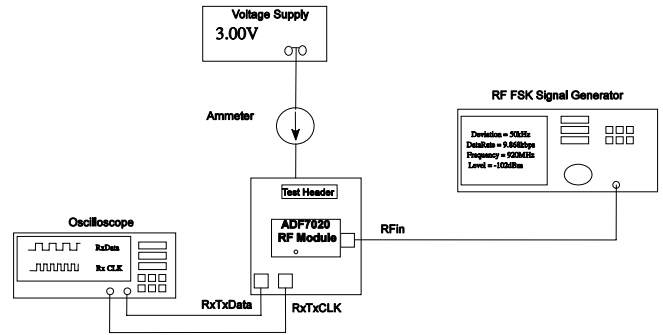 Voltage Supply
3.00V
Ammeter
RF FSK Signal Generator
Deviation = 50kHz
DataRate = 9.868kbps
Frequency = 920MHz
Level = -102dBm
Test Header
ADF7020
RF Module
RFin
Oscilloscope
RxData
Rx CLK
RxTxData
RxTxCLK